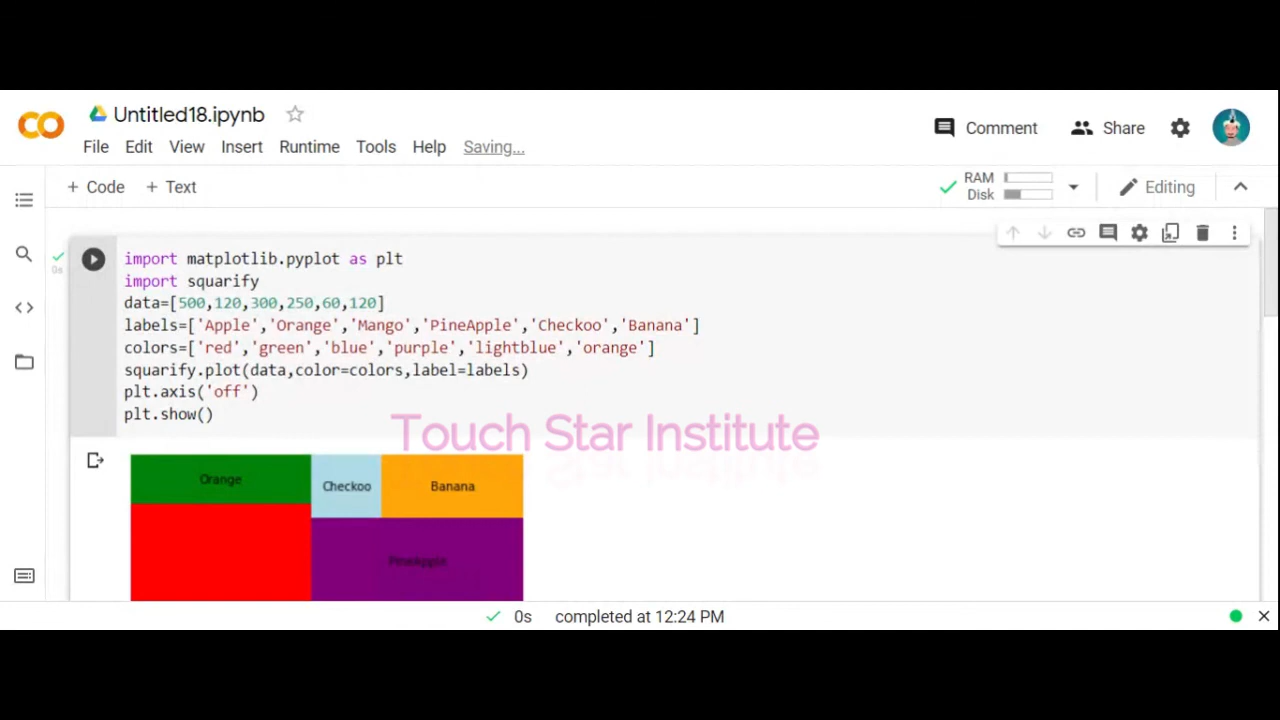 CO
Untitled18.ipynb
File Edit View Insert Runtime Tools Help Saving...
Comment Share
+ Code + Text
RAM
Disk
Editing
0s
import matplotlib.pyplot as plt
import squarify
data=[500,120,300,250,60,120]
labels=['Apple','Orange','Mango','PineApple','Checkoo','Banana']
colors=['red','green','blue','purple','lightblue','orange']
squarify.plot(data,color=colors,label=labels)
plt.axis('off')
plt.show()
Touch Star Institute
Orange
Checkoo
Banana
PineApple
0s completed at 12:24 PM